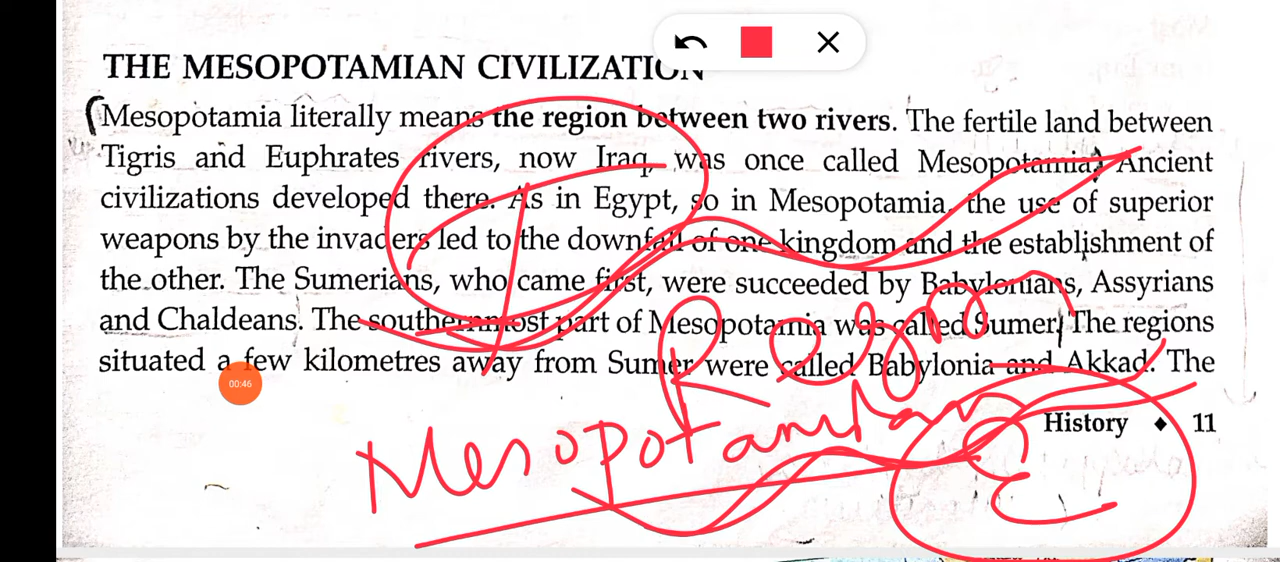 THE MESOPOTAMIAN CIVILIZATION
Mesopotamia literally means the region between two rivers. The fertile land between
Tigris and Euphrates rivers, now Iraq, was once called Mesopotamia. Ancient
civilizations developed there. As in Egypt, so in Mesopotamia, the use of superior
weapons by the invaders led to the downfall of one kingdom and the establishment of
the other. The Sumerians, who came first, were succeeded by Babylonians, Assyrians
and Chaldeans. The southernmost part of Mesopotamia was called Sumer. The regions
situated a few kilometres away from Sumer were called Babylonia and Akkad. The
00:46
Region
Mesopotamian
History ◆ 11